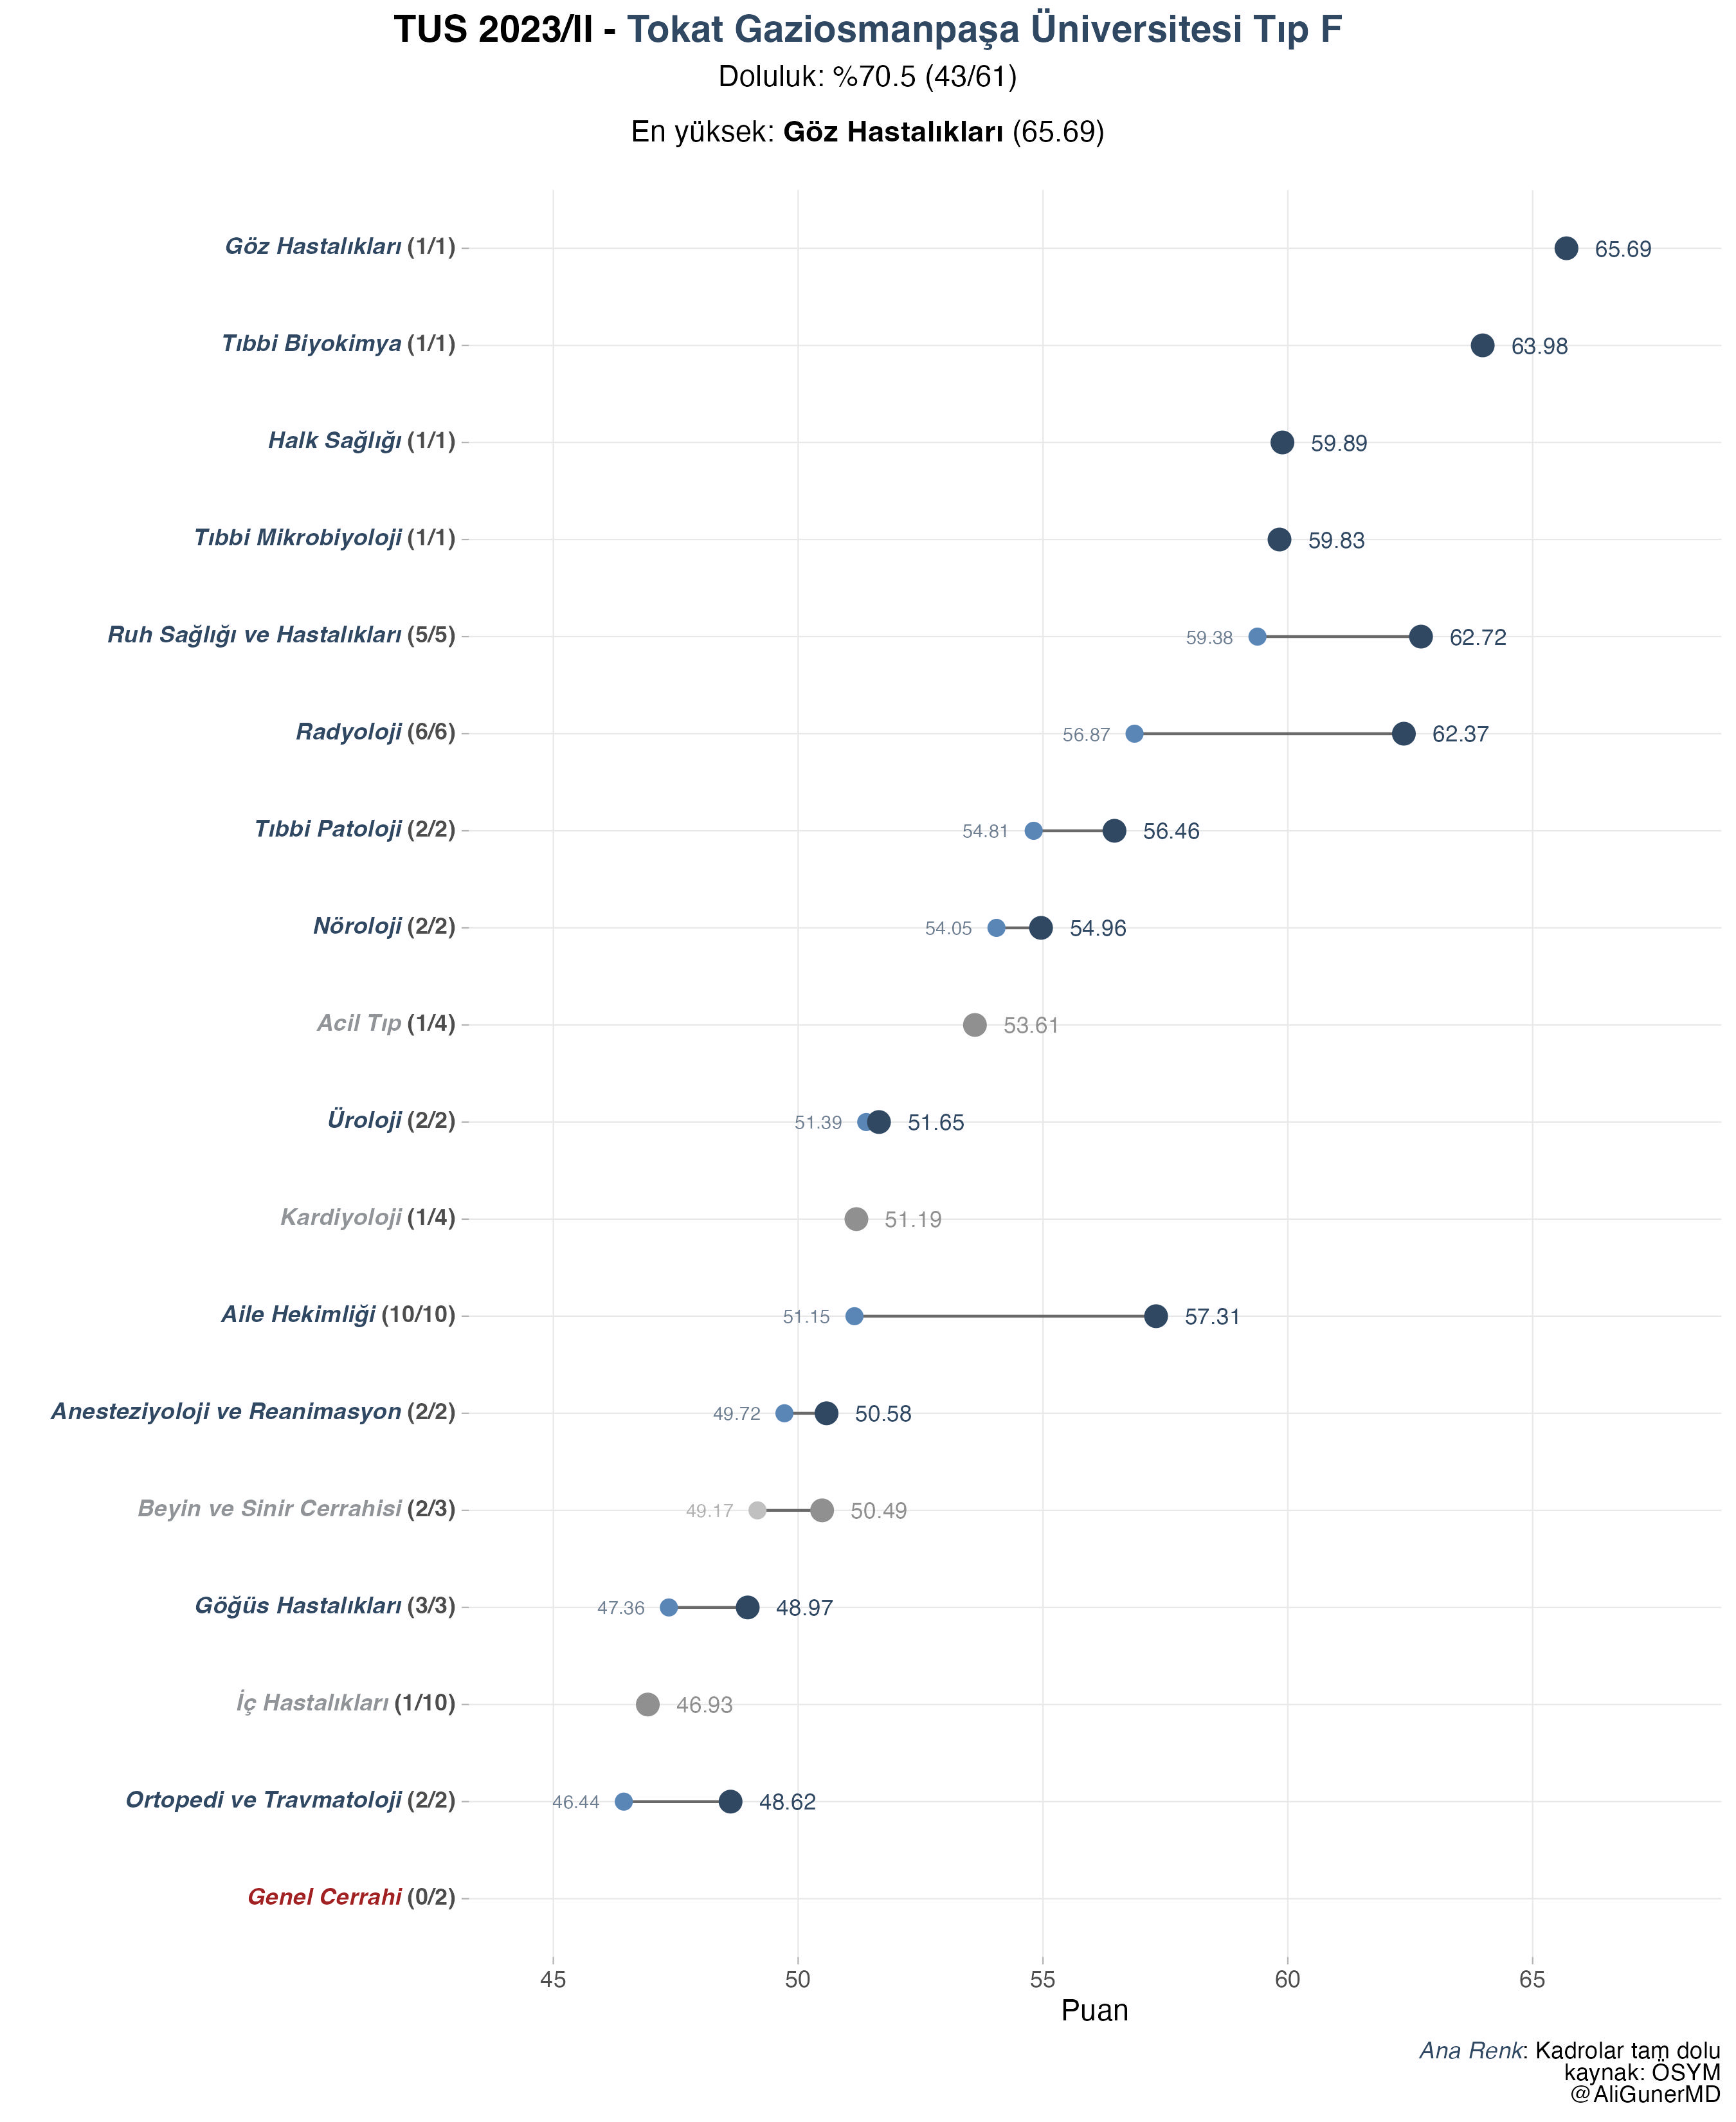 TUS 2023/II - Tokat Gaziosmanpaşa Üniversitesi Tıp F
Doluluk: %70.5 (43/61)
En yüksek: Göz Hastalıkları (65.69)
Göz Hastalıkları (1/1) 65.69
Tıbbi Biyokimya (1/1) 63.98
Halk Sağlığı (1/1) 59.89
Tıbbi Mikrobiyoloji (1/1) 59.83
Ruh Sağlığı ve Hastalıkları (5/5) 59.38 62.72
Radyoloji (6/6) 56.87 62.37
Tıbbi Patoloji (2/2) 54.81 56.46
Nöroloji (2/2) 54.05 54.96
Acil Tıp (1/4) 53.61
Üroloji (2/2) 51.39 51.65
Kardiyoloji (1/4) 51.19
Aile Hekimliği (10/10) 51.15 57.31
Anesteziyoloji ve Reanimasyon (2/2) 49.72 50.58
Beyin ve Sinir Cerrahisi (2/3) 49.17 50.49
Göğüs Hastalıkları (3/3) 47.36 48.97
İç Hastalıkları (1/10) 46.93
Ortopedi ve Travmatoloji (2/2) 46.44 48.62
Genel Cerrahi (0/2)
45 50 55 60 65
Puan
Ana Renk: Kadrolar tam dolu
kaynak: ÖSYM
@AliGunerMD